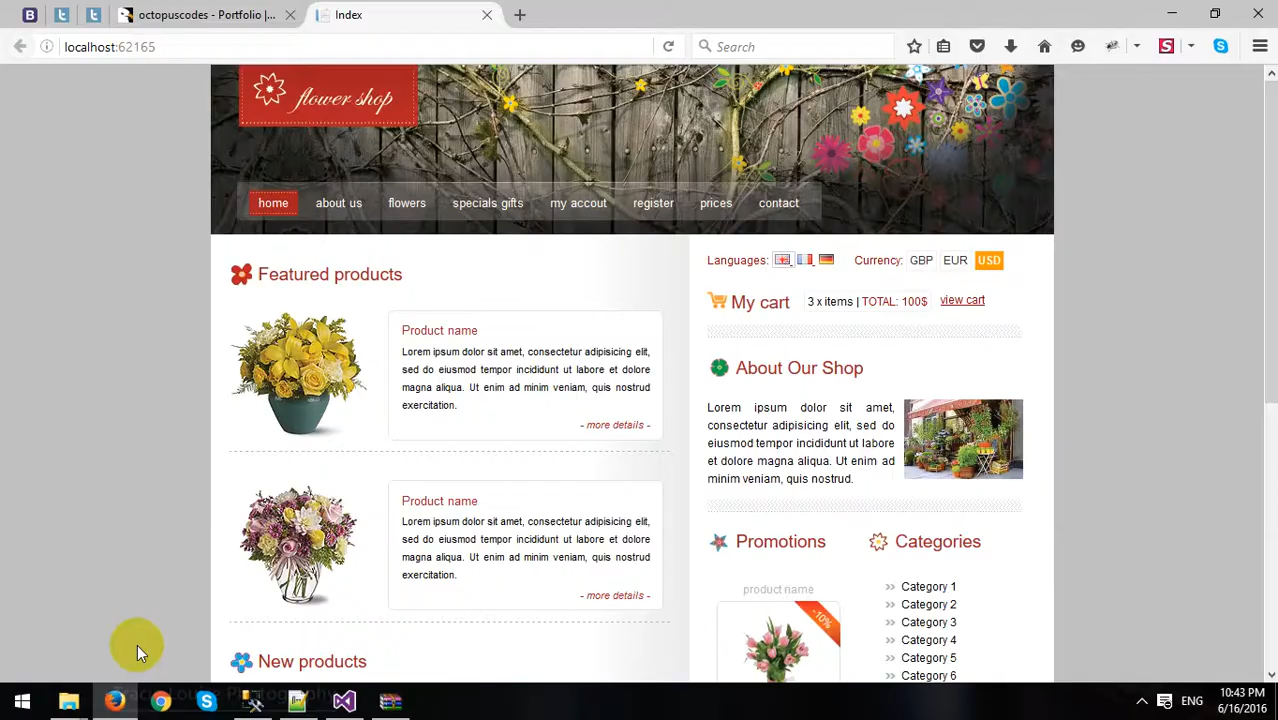 octopuscodes - Portfolio |...
Index
localhost:62165
Search
flower shop
home about us flowers specials gifts my accout register prices contact
Featured products
Product name
Lorem ipsum dolor sit amet, consectetur adipisicing elit,
sed do eiusmod tempor incididunt ut labore et dolore
magna aliqua. Ut enim ad minim veniam, quis nostrud
exercitation.
- more details -
Product name
Lorem ipsum dolor sit amet, consectetur adipisicing elit,
sed do eiusmod tempor incididunt ut labore et dolore
magna aliqua. Ut enim ad minim veniam, quis nostrud
exercitation.
- more details -
New products
Languages: Currency: GBP EUR USD
My cart 3 x items | TOTAL: 100$ view cart
About Our Shop
Lorem ipsum dolor sit amet,
consectetur adipisicing elit, sed do
eiusmod tempor incididunt ut labore
et dolore magna aliqua. Ut enim ad
minim veniam, quis nostrud.
Promotions
product name
-10%
Categories
Category 1
Category 2
Category 3
Category 4
Category 5
Category 6
ENG
10:43 PM
6/16/2016